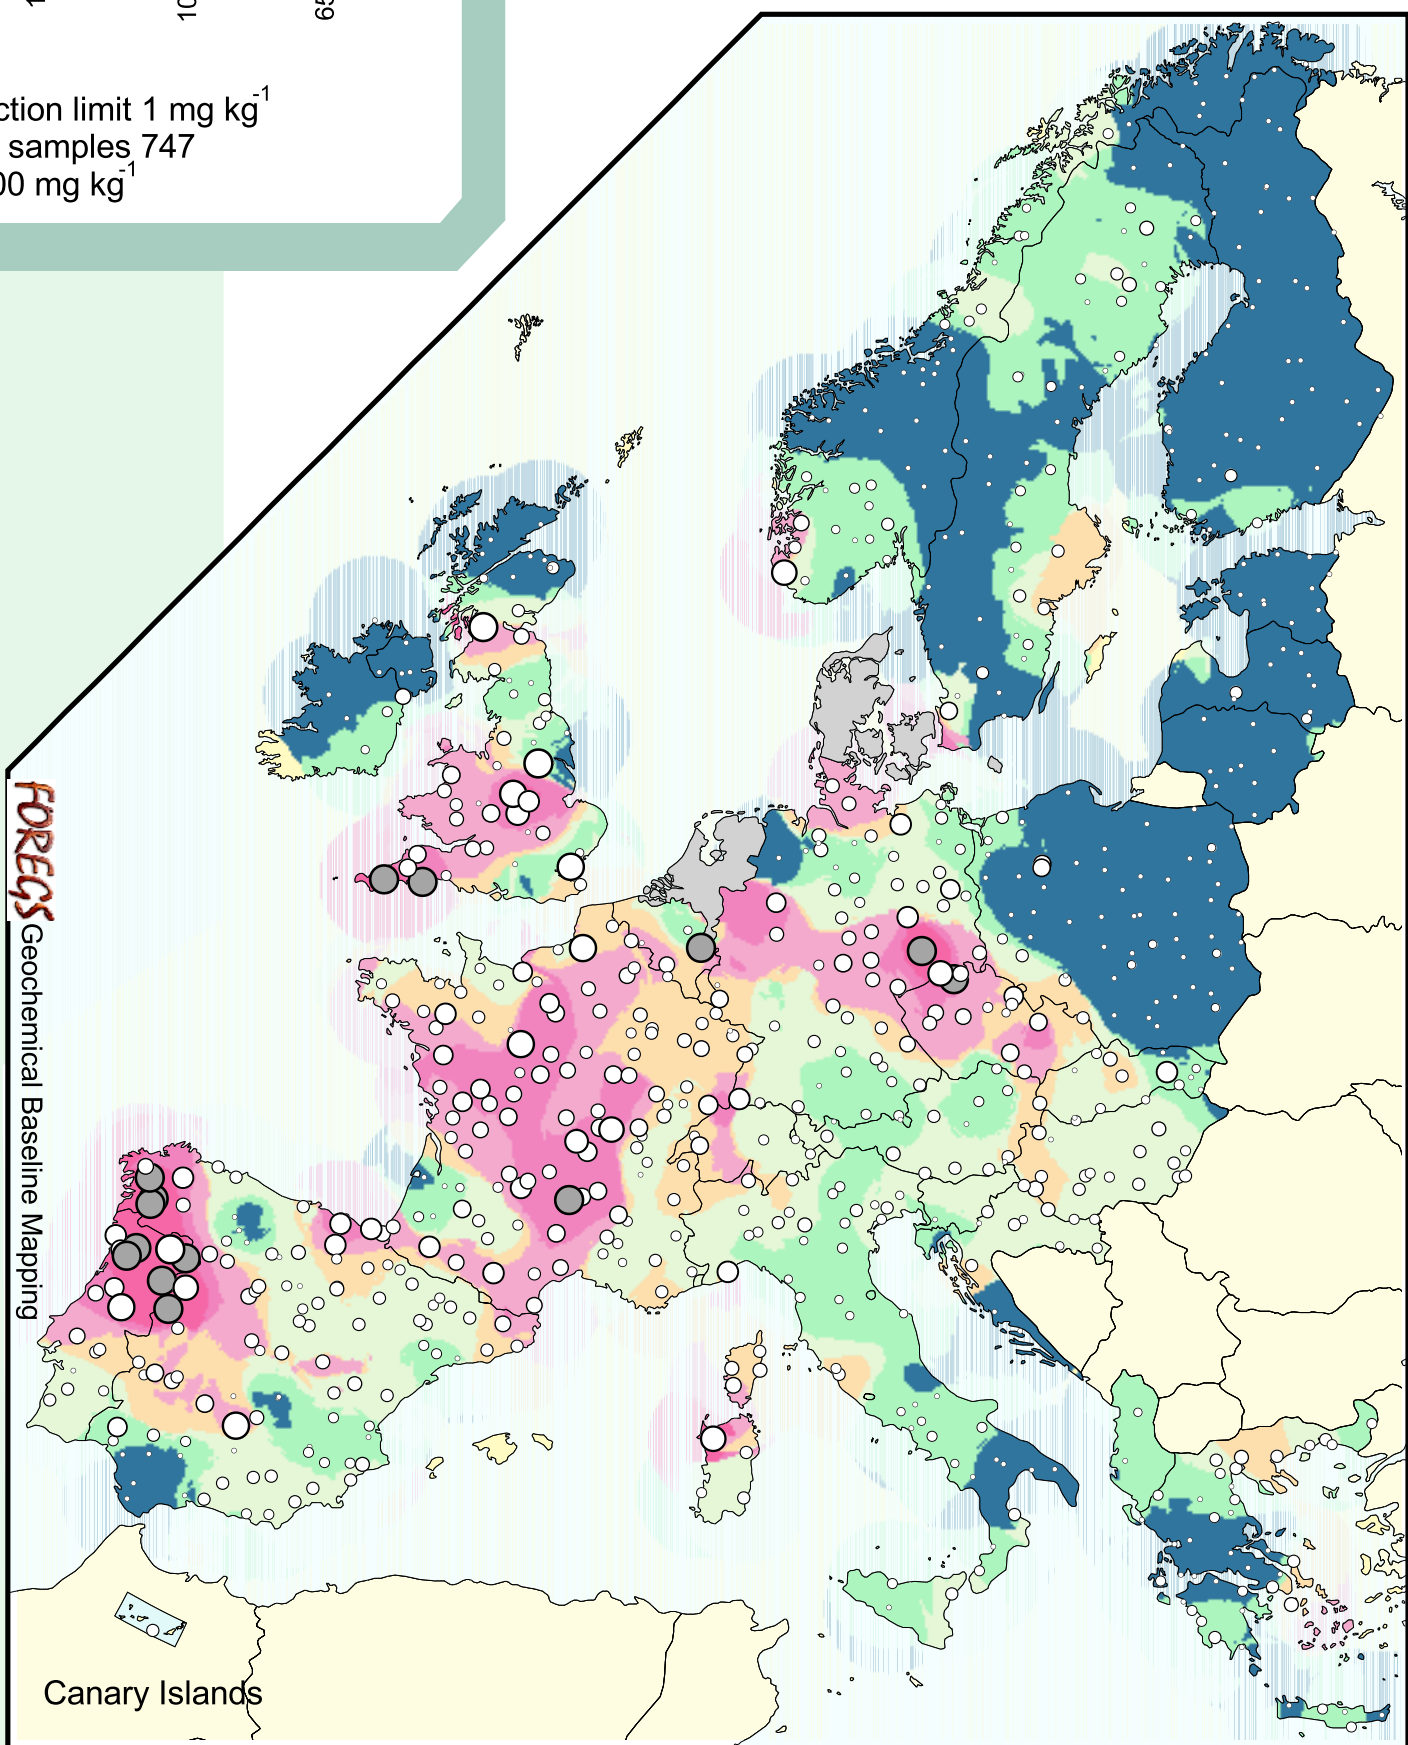 ction limit 1 mg kg-1
samples 747
00 mg kg-1
FOREGS Geochemical Baseline Mapping
Canary Islands